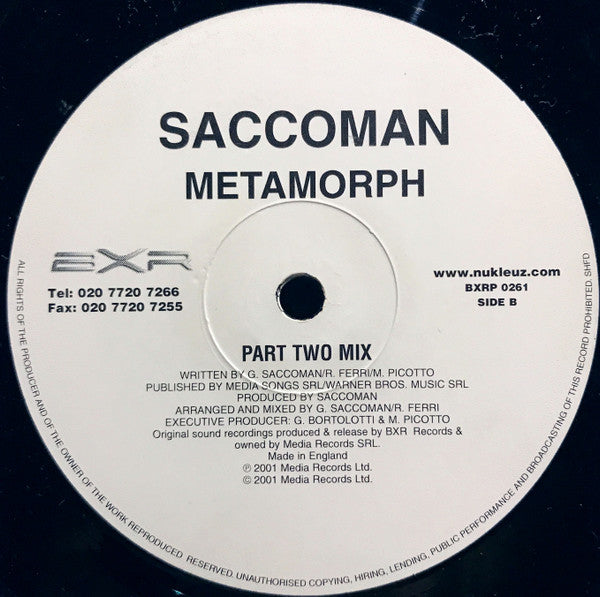 SACCOMAN
METAMORPH
BXR
Tel: 020 7720 7266
Fax: 020 7720 7255
www.nukleuz.com
BXRP 0261
SIDE B
PART TWO MIX
WRITTEN BY G. SACCOMAN/R. FERRI/M. PICOTTO
PUBLISHED BY MEDIA SONGS SRL/WARNER BROS. MUSIC SRL
PRODUCED BY SACCOMAN
ARRANGED AND MIXED BY G. SACCOMAN/R. FERRI
EXECUTIVE PRODUCER: G. BORTOLOTTI & M. PICOTTO
Original sound recordings produced & release by BXR Records &
owned by Media Records SRL.
Made in England
℗ 2001 Media Records Ltd.
© 2001 Media Records Ltd.
ALL RIGHTS OF THE PRODUCER AND OF THE OWNER OF THE WORK REPRODUCED RESERVED. UNAUTHORISED COPYING, HIRING, LENDING, PUBLIC PERFORMANCE AND BROADCASTING OF THIS RECORD PROHIBITED. SHFD